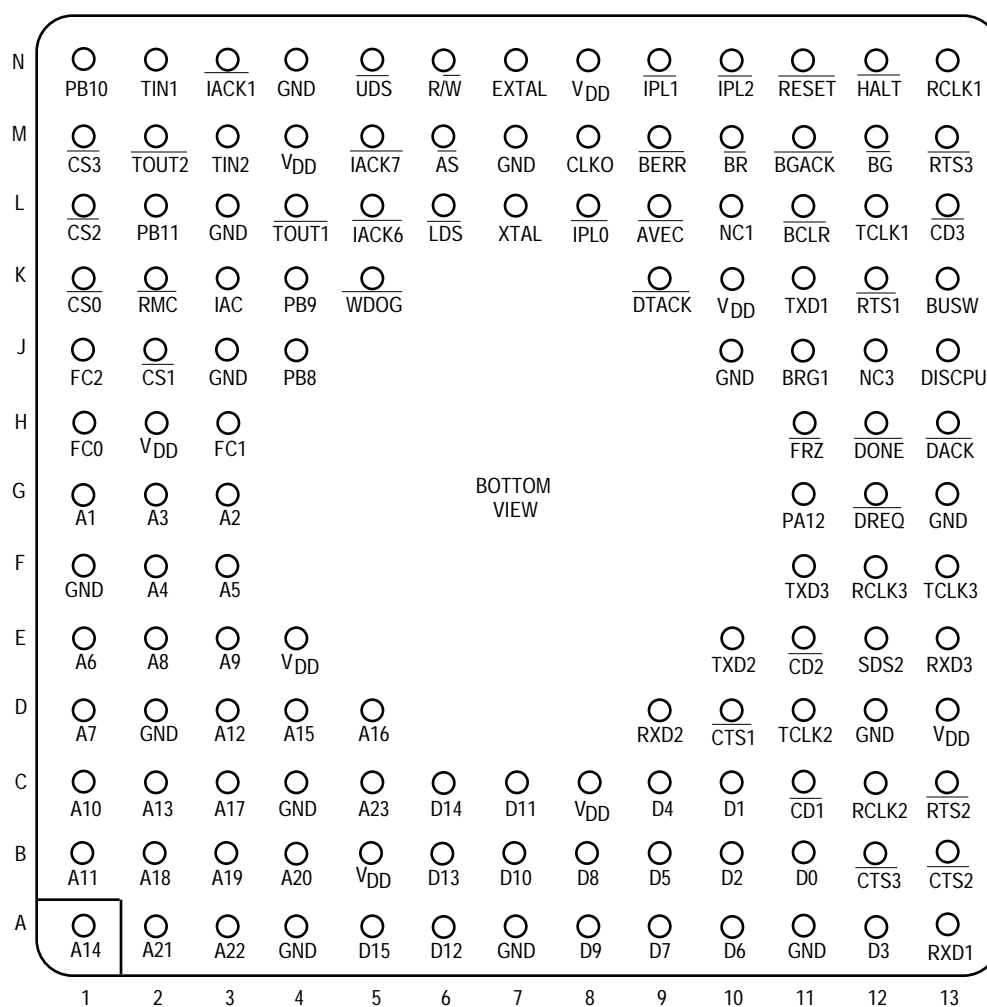 N
PB10 TIN1 IACK1 GND UDS R/W EXTAL VDD IPL1 IPL2 RESET HALT RCLK1
M
CS3 TOUT2 TIN2 VDD IACK7 AS GND CLKO BERR BR BGACK BG RTS3
L
CS2 PB11 GND TOUT1 IACK6 LDS XTAL IPL0 AVEC NC1 BCLR TCLK1 CD3
K
CS0 RMC IAC PB9 WDOG DTACK VDD TXD1 RTS1 BUSW
J
FC2 CS1 GND PB8 GND BRG1 NC3 DISCPU
H
FC0 VDD FC1 FRZ DONE DACK
G
A1 A3 A2 BOTTOM VIEW PA12 DREQ GND
F
GND A4 A5 TXD3 RCLK3 TCLK3
E
A6 A8 A9 VDD TXD2 CD2 SDS2 RXD3
D
A7 GND A12 A15 A16 RXD2 CTS1 TCLK2 GND VDD
C
A10 A13 A17 GND A23 D14 D11 VDD D4 D1 CD1 RCLK2 RTS2
B
A11 A18 A19 A20 VDD D13 D10 D8 D5 D2 D0 CTS3 CTS2
A
A14 A21 A22 GND D15 D12 GND D9 D7 D6 GND D3 RXD1
1 2 3 4 5 6 7 8 9 10 11 12 13